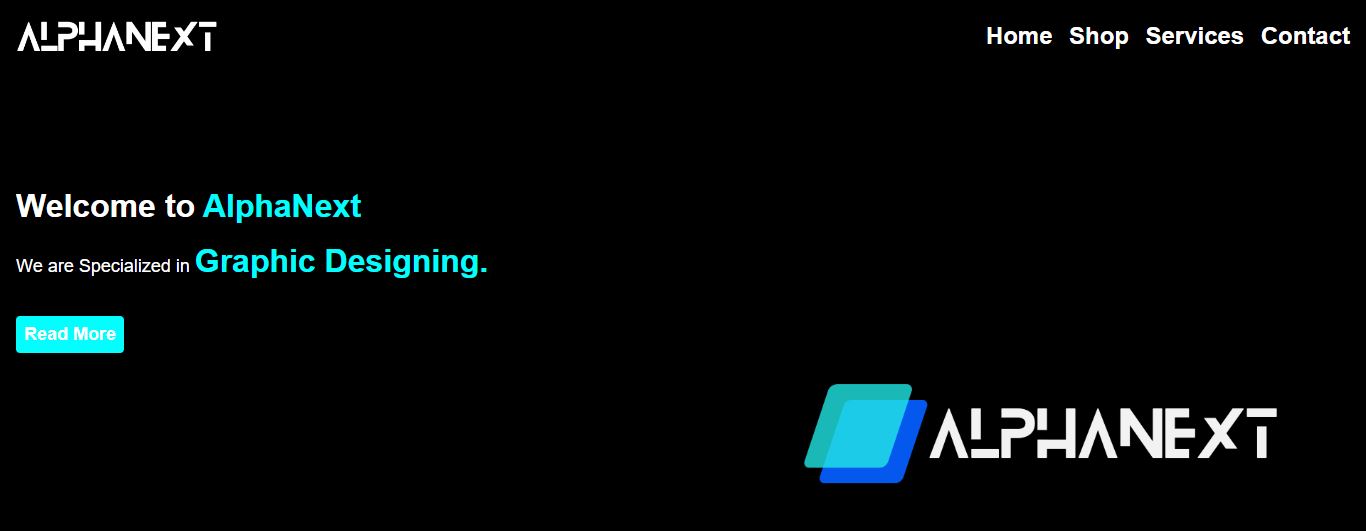 ALPHANEXT
Home Shop Services Contact
Welcome to AlphaNext
We are Specialized in Graphic Designing.
Read More
ALPHANEXT